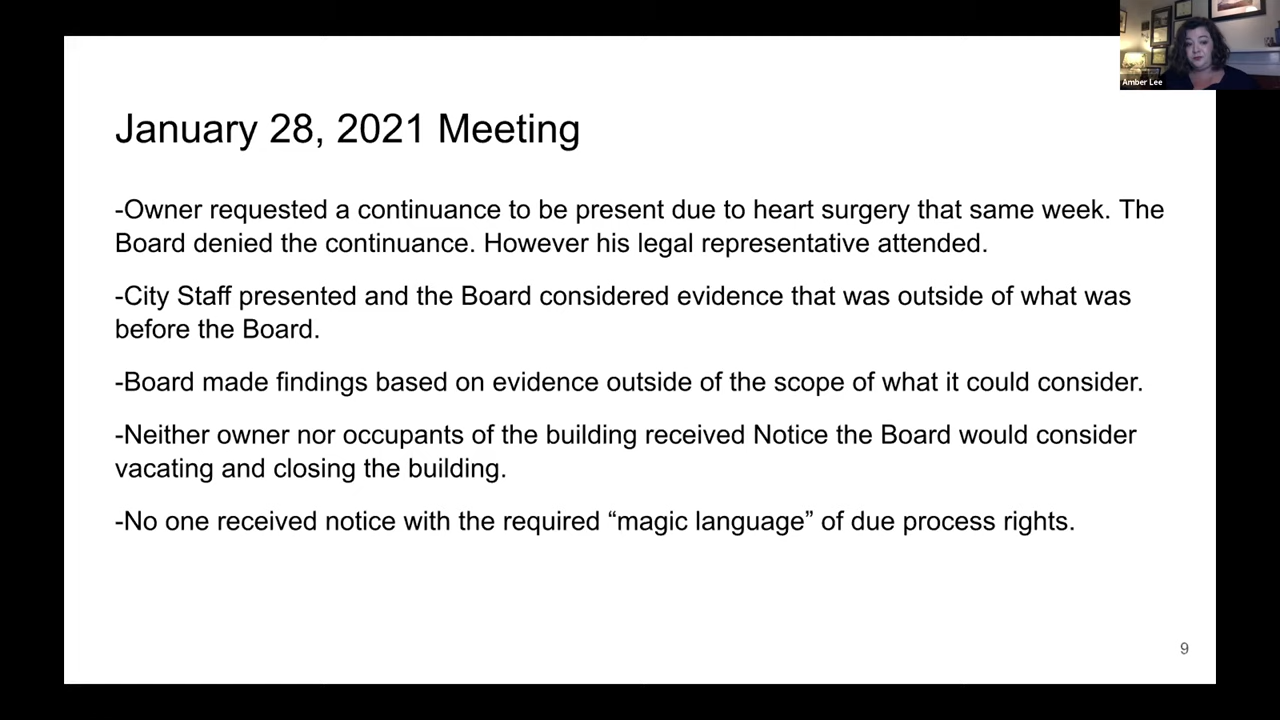 Amber Lee
January 28, 2021 Meeting
-Owner requested a continuance to be present due to heart surgery that same week. The
Board denied the continuance. However his legal representative attended.
-City Staff presented and the Board considered evidence that was outside of what was
before the Board.
-Board made findings based on evidence outside of the scope of what it could consider.
-Neither owner nor occupants of the building received Notice the Board would consider
vacating and closing the building.
-No one received notice with the required “magic language” of due process rights.
9